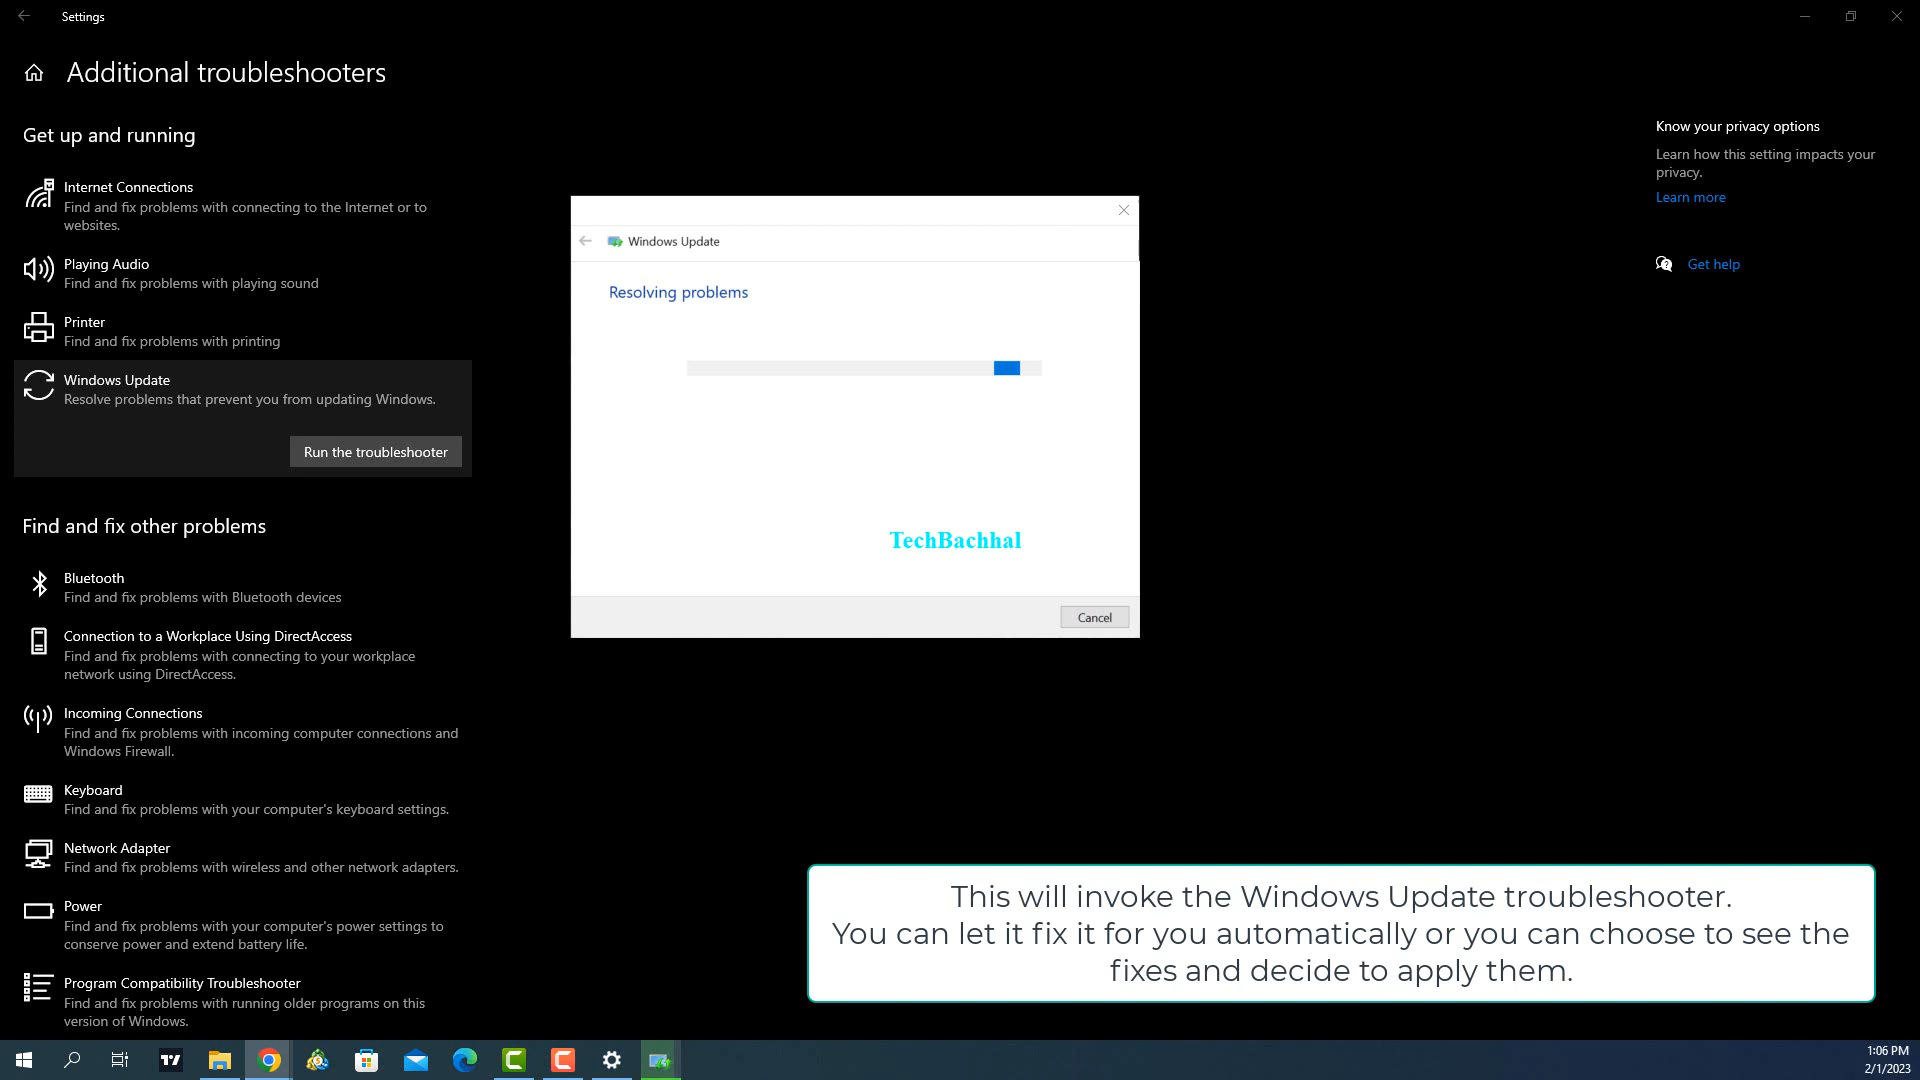 Settings
Additional troubleshooters
Get up and running
Internet Connections
Find and fix problems with connecting to the Internet or to
websites.
Playing Audio
Find and fix problems with playing sound
Printer
Find and fix problems with printing
Windows Update
Resolve problems that prevent you from updating Windows.
Run the troubleshooter
Find and fix other problems
Bluetooth
Find and fix problems with Bluetooth devices
Connection to a Workplace Using DirectAccess
Find and fix problems with connecting to your workplace
network using DirectAccess.
Incoming Connections
Find and fix problems with incoming computer connections and
Windows Firewall.
Keyboard
Find and fix problems with your computer's keyboard settings.
Network Adapter
Find and fix problems with wireless and other network adapters.
Power
Find and fix problems with your computer's power settings to
conserve power and extend battery life.
Program Compatibility Troubleshooter
Find and fix problems with running older programs on this
version of Windows.
Windows Update
Resolving problems
TechBachhal
Cancel
Know your privacy options
Learn how this setting impacts your
privacy.
Learn more
Get help
This will invoke the Windows Update troubleshooter.
You can let it fix it for you automatically or you can choose to see the
fixes and decide to apply them.
1:06 PM
2/1/2023